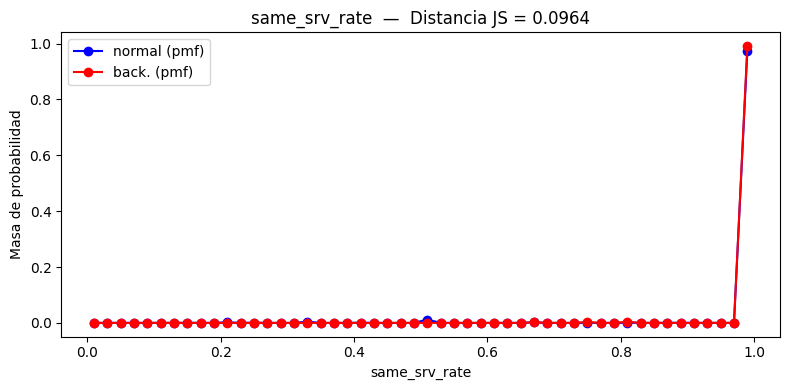 same_srv_rate — Distancia JS = 0.0964
normal (pmf)
back. (pmf)
Masa de probabilidad
1.0
0.8
0.6
0.4
0.2
0.0
0.0 0.2 0.4 0.6 0.8 1.0
same_srv_rate